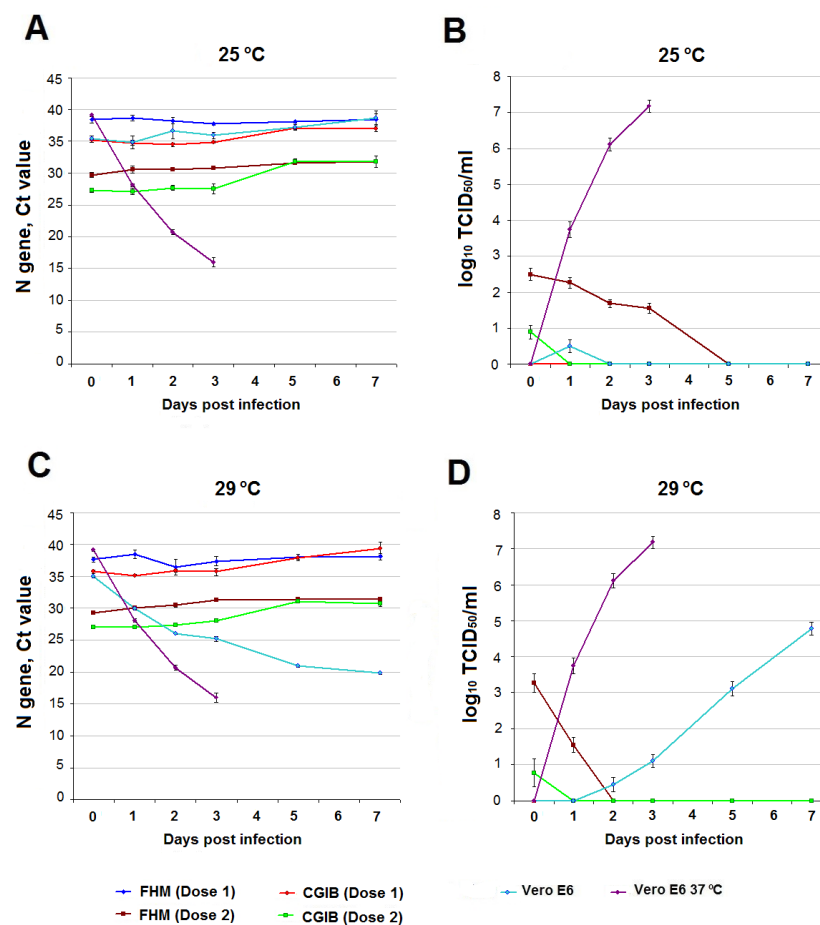 A
25 ºC
N gene, Ct value
45
40
35
30
25
20
15
10
5
0
0 1 2 3 4 5 6 7
Days post infection
B
25 ºC
log₁₀ TCID₅₀/ml
8
7
6
5
4
3
2
1
0
0 1 2 3 4 5 6 7
Days post infection
C
29 ºC
N gene, Ct value
45
40
35
30
25
20
15
10
5
0
0 1 2 3 4 5 6 7
Days post infection
D
29 ºC
log₁₀ TCID₅₀/ml
8
7
6
5
4
3
2
1
0
0 1 2 3 4 5 6 7
Days post infection
FHM (Dose 1)
CGIB (Dose 1)
Vero E6
Vero E6 37 ºC
FHM (Dose 2)
CGIB (Dose 2)